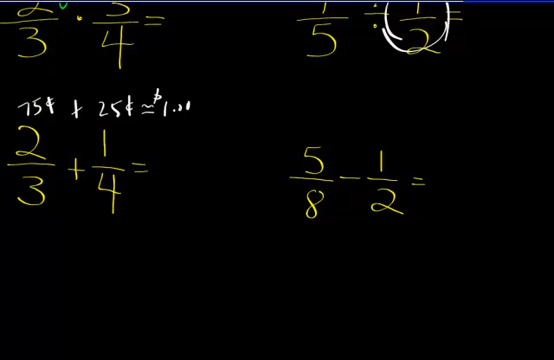 2/3 · 3/4 = 1/5 ÷ 1/2 =
75¢ + 25¢ ≈ $1.00
2/3 + 1/4 = 5/8 - 1/2 =